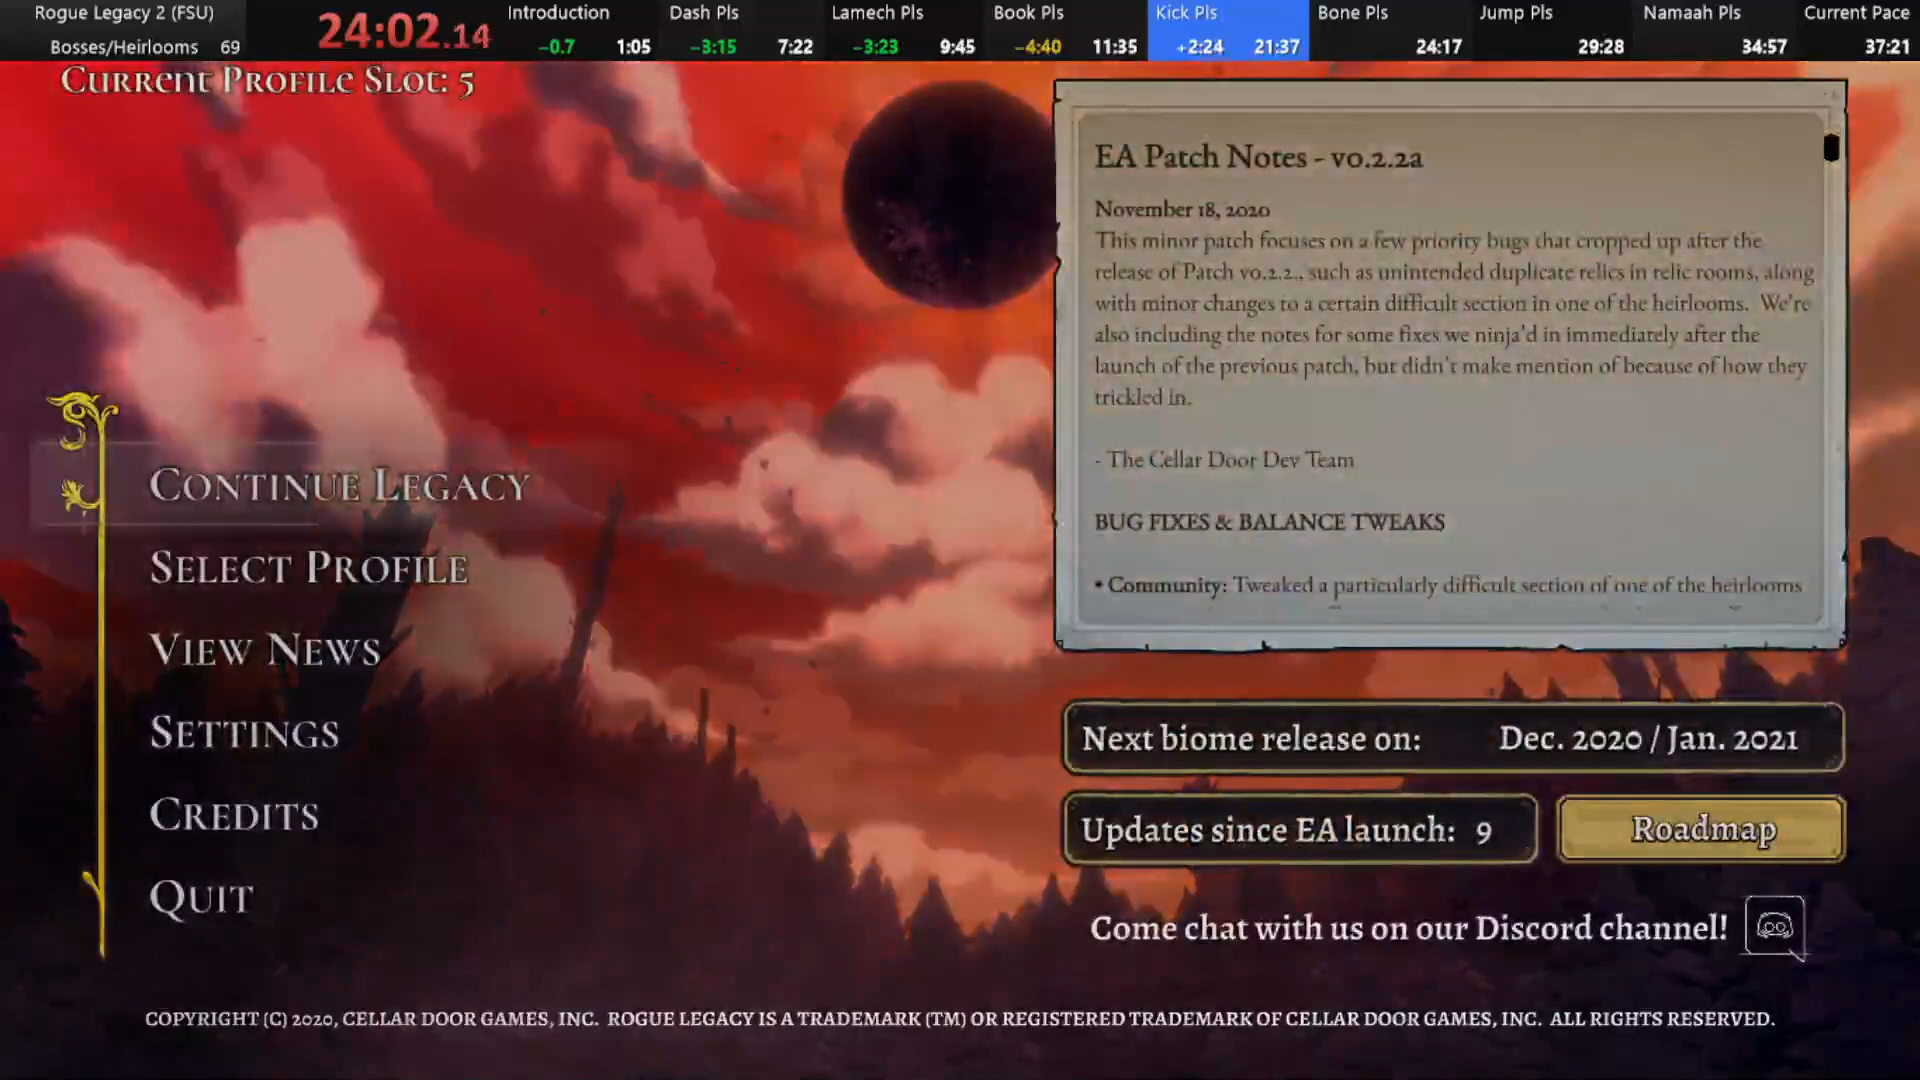 Rogue Legacy 2 (FSU)
Bosses/Heirlooms 69
24:02.14
Introduction
-0.7 1:05
Dash Pls
-3:15 7:22
Lamech Pls
-3:23 9:45
Book Pls
-4:40 11:35
Kick Pls
+2:24 21:37
Bone Pls
24:17
Jump Pls
29:28
Namaah Pls
34:57
Current Pace
37:21
Current Profile Slot: 5
Continue Legacy
Select Profile
View News
Settings
Credits
Quit
EA Patch Notes - v0.2.2a
November 18, 2020
This minor patch focuses on a few priority bugs that cropped up after the
release of Patch v0.2.2., such as unintended duplicate relics in relic rooms, along
with minor changes to a certain difficult section in one of the heirlooms. We're
also including the notes for some fixes we ninja'd in immediately after the
launch of the previous patch, but didn't make mention of because of how they
trickled in.
- The Cellar Door Dev Team
BUG FIXES & BALANCE TWEAKS
• Community: Tweaked a particularly difficult section of one of the heirlooms
Next biome release on: Dec. 2020 / Jan. 2021
Updates since EA launch: 9
Roadmap
Come chat with us on our Discord channel!
COPYRIGHT (C) 2020, CELLAR DOOR GAMES, INC. ROGUE LEGACY IS A TRADEMARK (TM) OR REGISTERED TRADEMARK OF CELLAR DOOR GAMES, INC. ALL RIGHTS RESERVED.